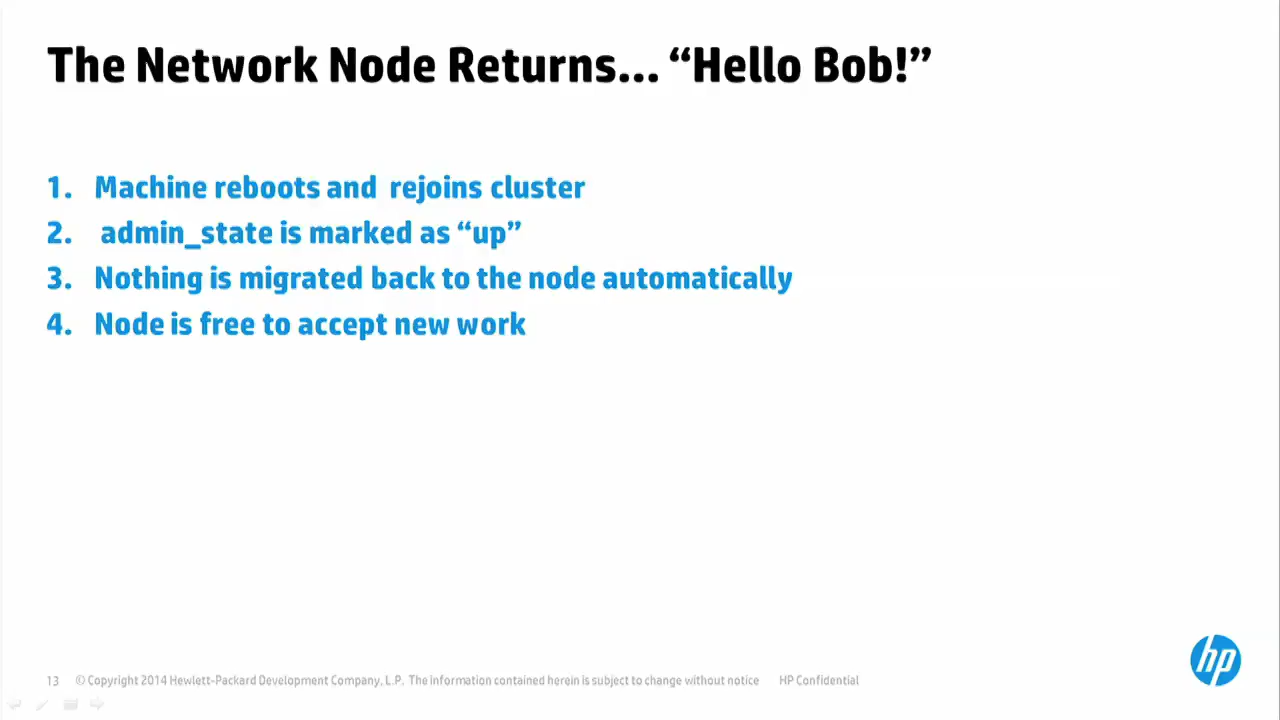 The Network Node Returns... “Hello Bob!”
1. Machine reboots and rejoins cluster
2. admin_state is marked as “up”
3. Nothing is migrated back to the node automatically
4. Node is free to accept new work
hp
13 © Copyright 2014 Hewlett-Packard Development Company, L.P. The information contained herein is subject to change without notice HP Confidential